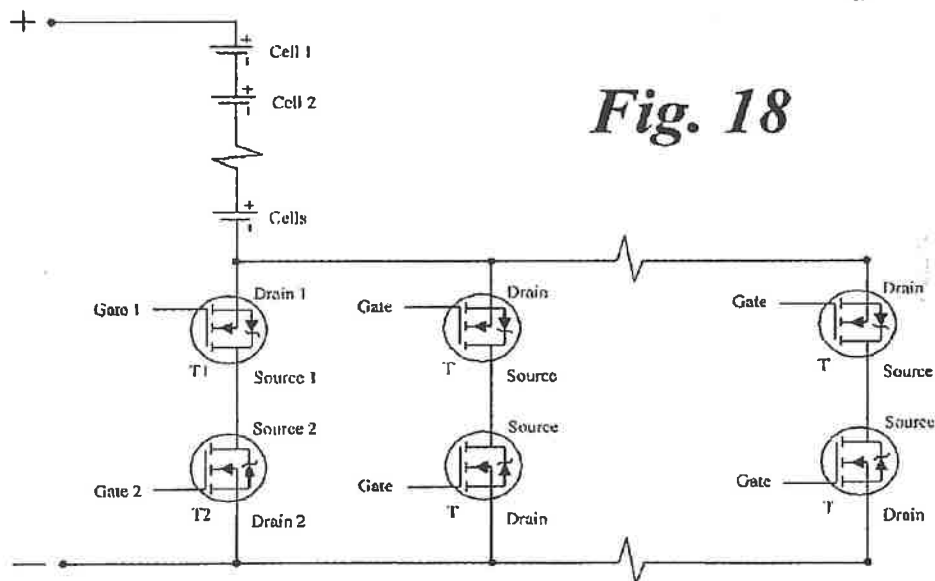 +
+
Cell 1
+
Cell 2
Fig. 18
+
Cells
Gate 1
Drain 1
T1
Source 1
Gate
Drain
T
Source
Gate
Drain
T
Source
Source 2
Gate 2
T2
Drain 2
Source
Gate
T
Drain
Source
Gate
T
Drain
−